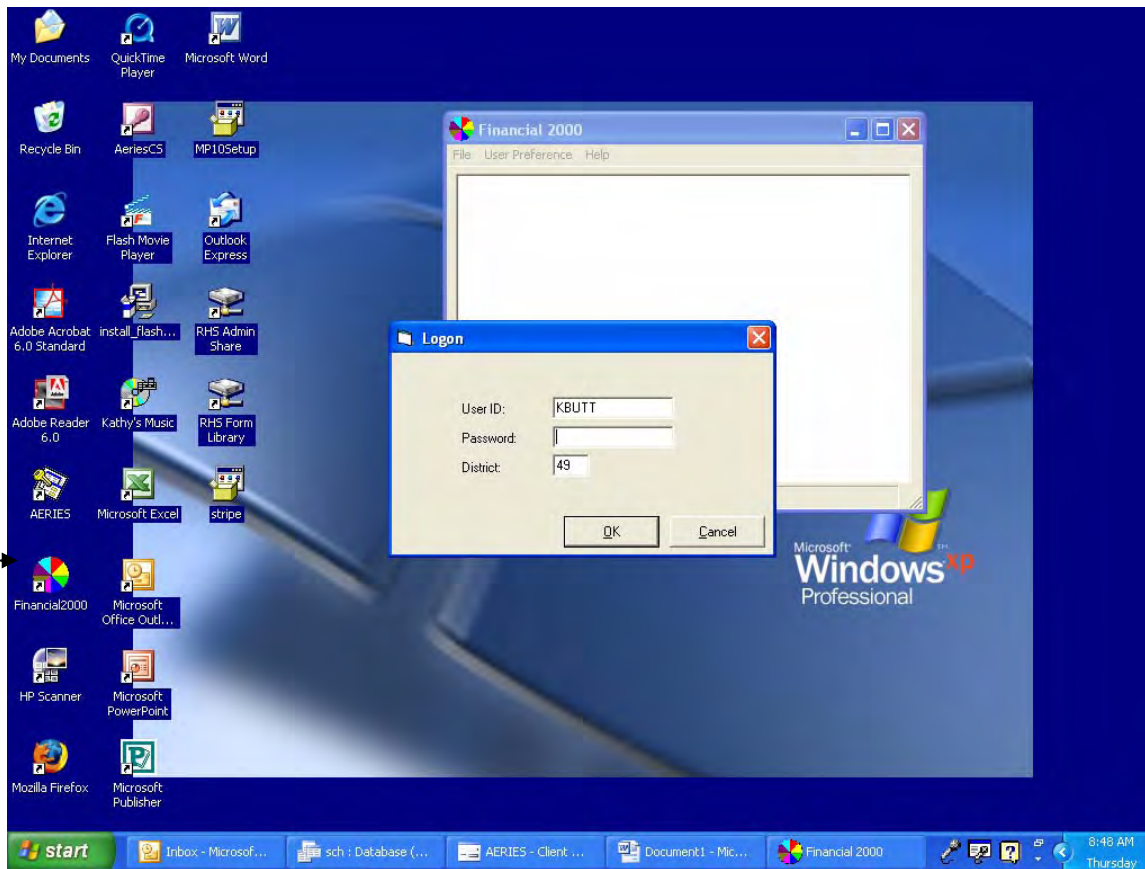 My Documents
QuickTime
Player
Microsoft Word
Recycle Bin
AeriesCS
MP10Setup
Internet
Explorer
Flash Movie
Player
Outlook
Express
Adobe Acrobat
6.0 Standard
install_flash...
RHS Admin
Share
Adobe Reader
6.0
Kathy's Music
RHS Form
Library
AERIES
Microsoft Excel
stripe
Financial2000
Microsoft
Office Outl...
HP Scanner
Microsoft
PowerPoint
Mozilla Firefox
Microsoft
Publisher
Financial 2000
File User Preference Help
Logon
User ID: KBUTT
Password:
District: 49
OK Cancel
Microsoft
Windows xp
Professional
start Inbox - Microsof... sch : Database (... AERIES - Client ... Document1 - Mic... Financial 2000 8:48 AM
Thursday